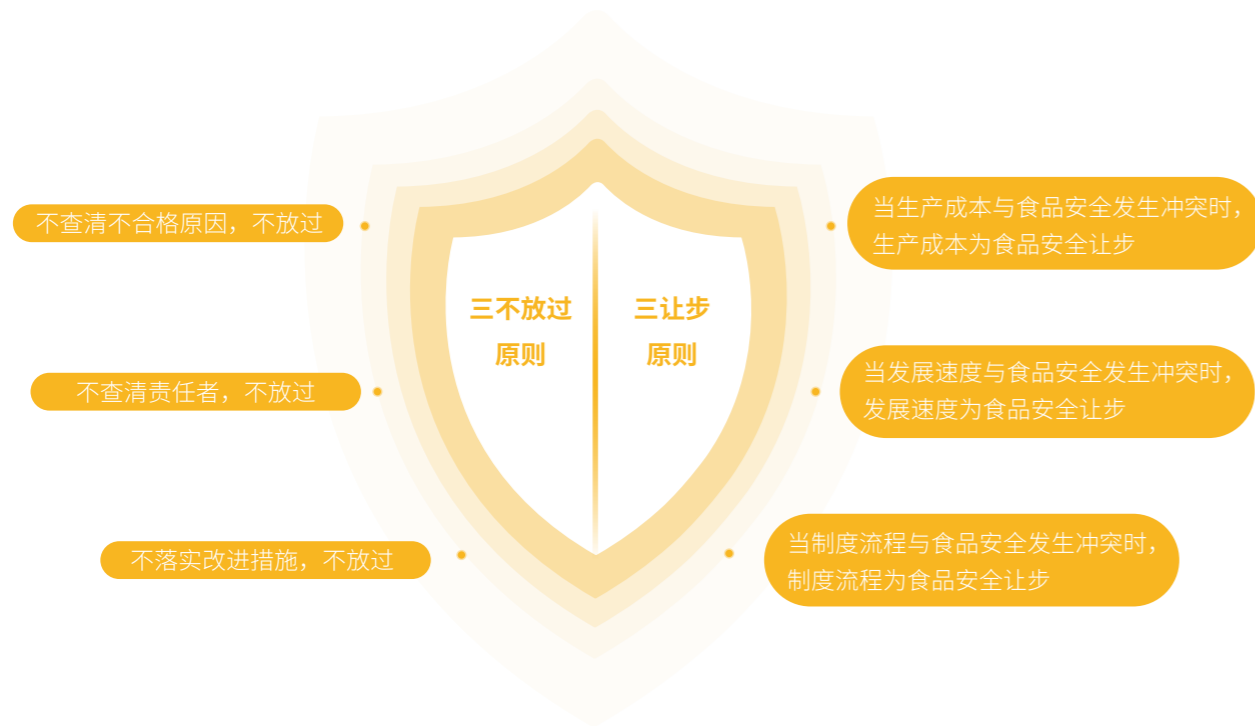 不查清不合格原因，不放过
不查清责任者，不放过
不落实改进措施，不放过
三不放过
原则
三让步
原则
当生产成本与食品安全发生冲突时，
生产成本为食品安全让步
当发展速度与食品安全发生冲突时，
发展速度为食品安全让步
当制度流程与食品安全发生冲突时，
制度流程为食品安全让步